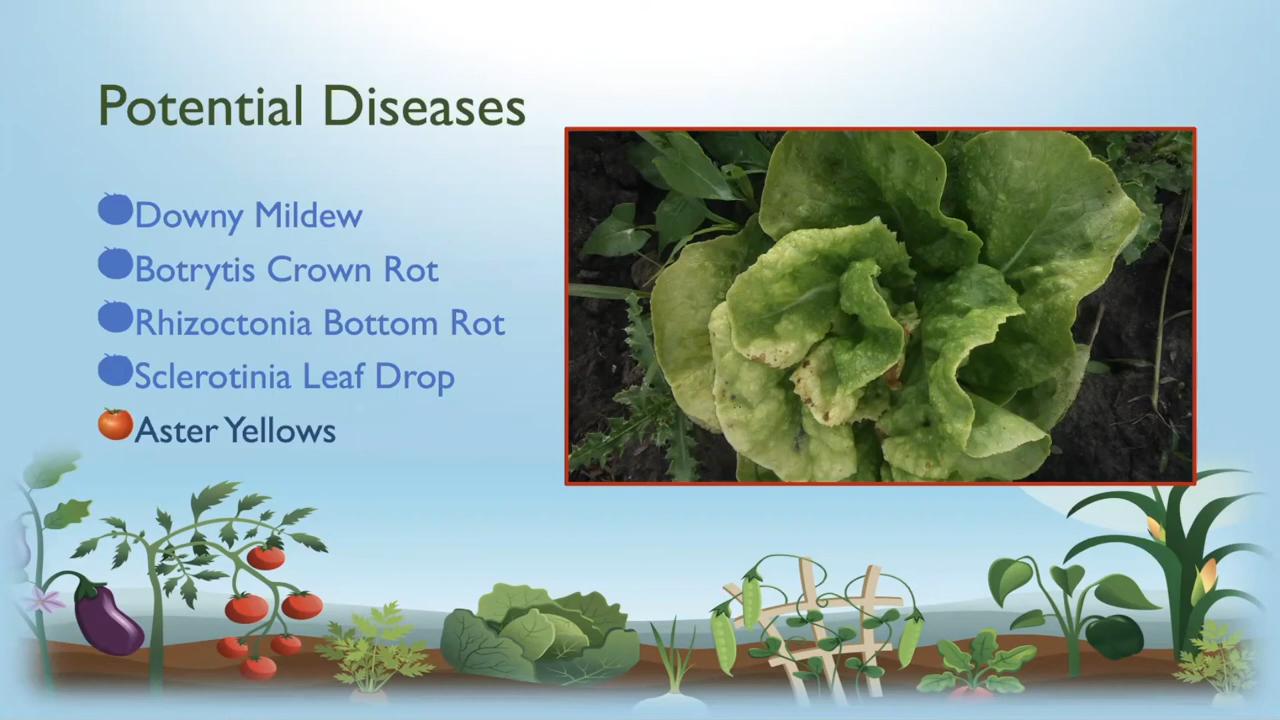 Potential Diseases
Downy Mildew
Botrytis Crown Rot
Rhizoctonia Bottom Rot
Sclerotinia Leaf Drop
Aster Yellows